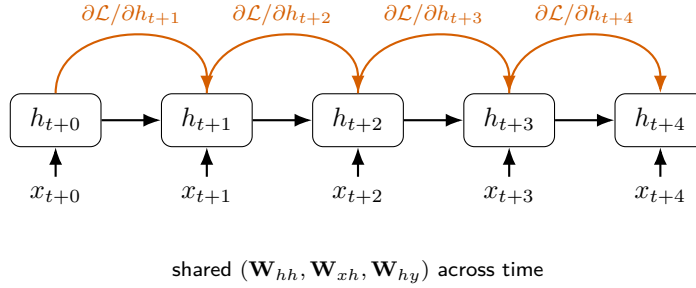 ∂ℒ/∂h_{t+1} ∂ℒ/∂h_{t+2} ∂ℒ/∂h_{t+3} ∂ℒ/∂h_{t+4}
h_{t+0} h_{t+1} h_{t+2} h_{t+3} h_{t+4}
x_{t+0} x_{t+1} x_{t+2} x_{t+3} x_{t+4}
shared (𝐖_{hh}, 𝐖_{xh}, 𝐖_{hy}) across time